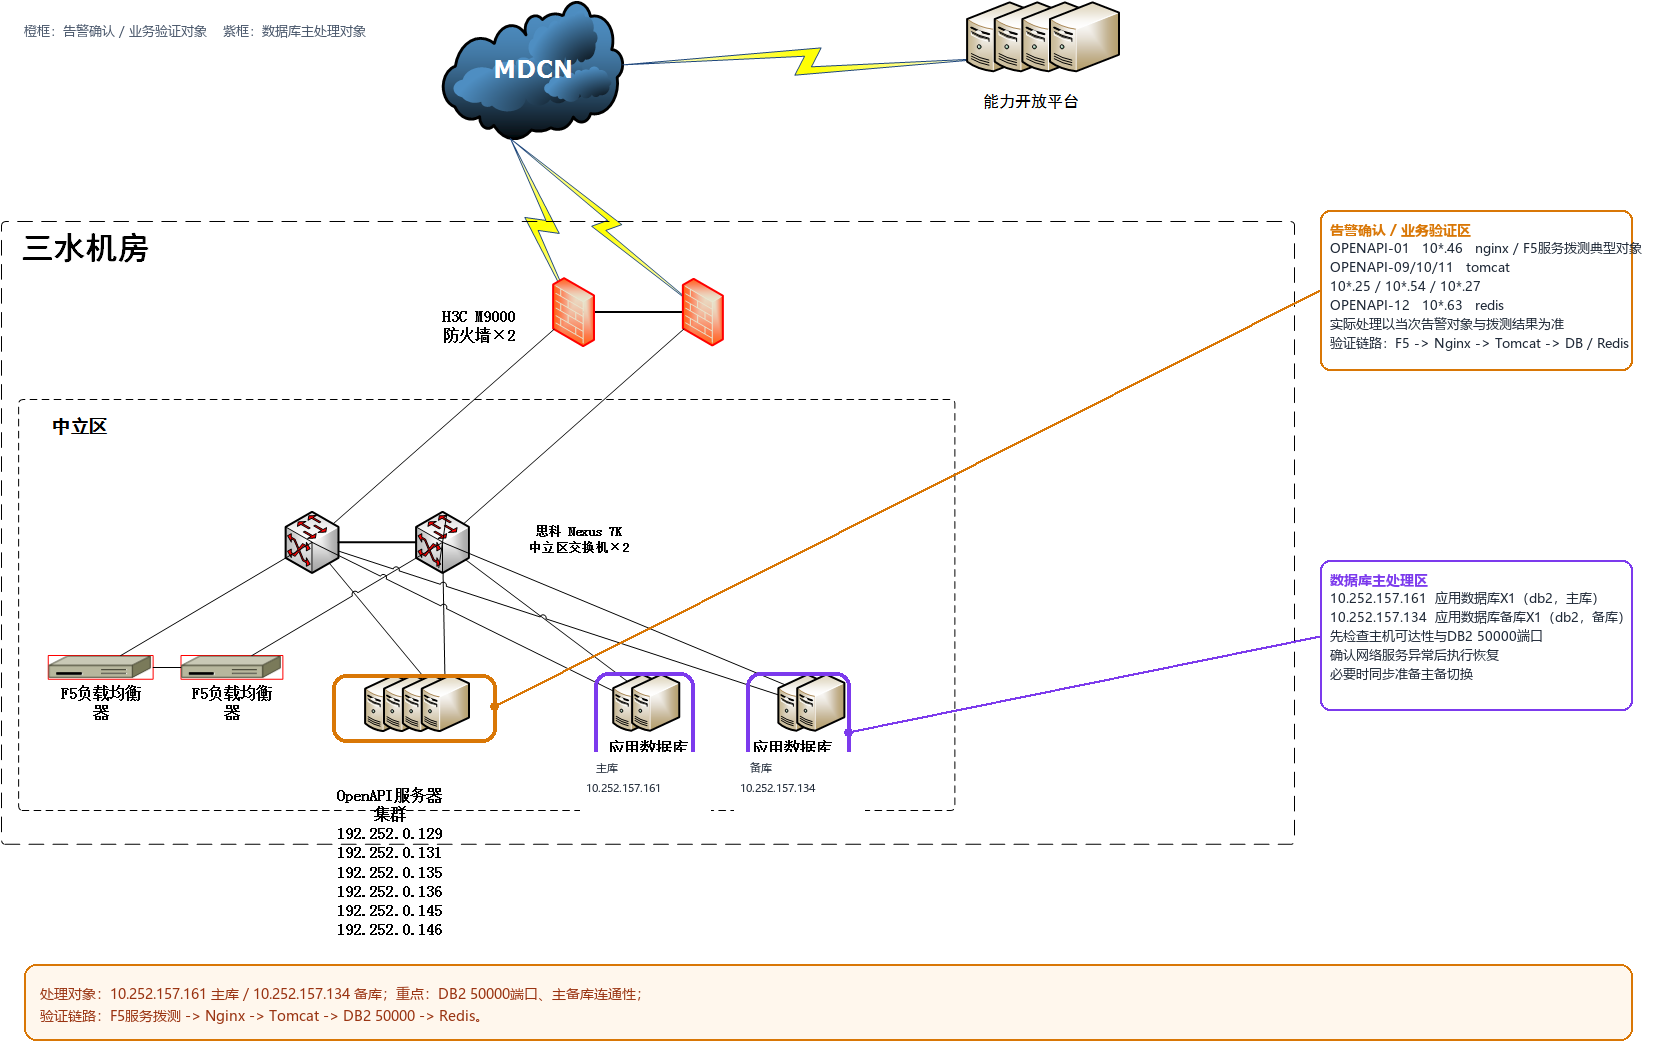 橙框：告警确认 / 业务验证对象    紫框：数据库主处理对象
MDCN
能力开放平台
三水机房
H3C M9000
防火墙×2
告警确认 / 业务验证区
OPENAPI-01   10*.46   nginx / F5服务拨测典型对象
OPENAPI-09/10/11   tomcat
10*.25 / 10*.54 / 10*.27
OPENAPI-12   10*.63   redis
实际处理以当次告警对象与拨测结果为准
验证链路：F5 -> Nginx -> Tomcat -> DB / Redis
中立区
思科 Nexus 7K
中立区交换机×2
数据库主处理区
10.252.157.161  应用数据库X1（db2，主库）
10.252.157.134  应用数据库备库X1（db2，备库）
先检查主机可达性与DB2 50000端口
确认网络服务异常后执行恢复
必要时同步准备主备切换
F5负载均衡
器
F5负载均衡
器
应用数据库
主库
10.252.157.161
应用数据库
备库
10.252.157.134
OpenAPI服务器
集群
192.252.0.129
192.252.0.131
192.252.0.135
192.252.0.136
192.252.0.145
192.252.0.146
处理对象：10.252.157.161 主库 / 10.252.157.134 备库；重点：DB2 50000端口、主备库连通性；
验证链路：F5服务拨测 -> Nginx -> Tomcat -> DB2 50000 -> Redis。